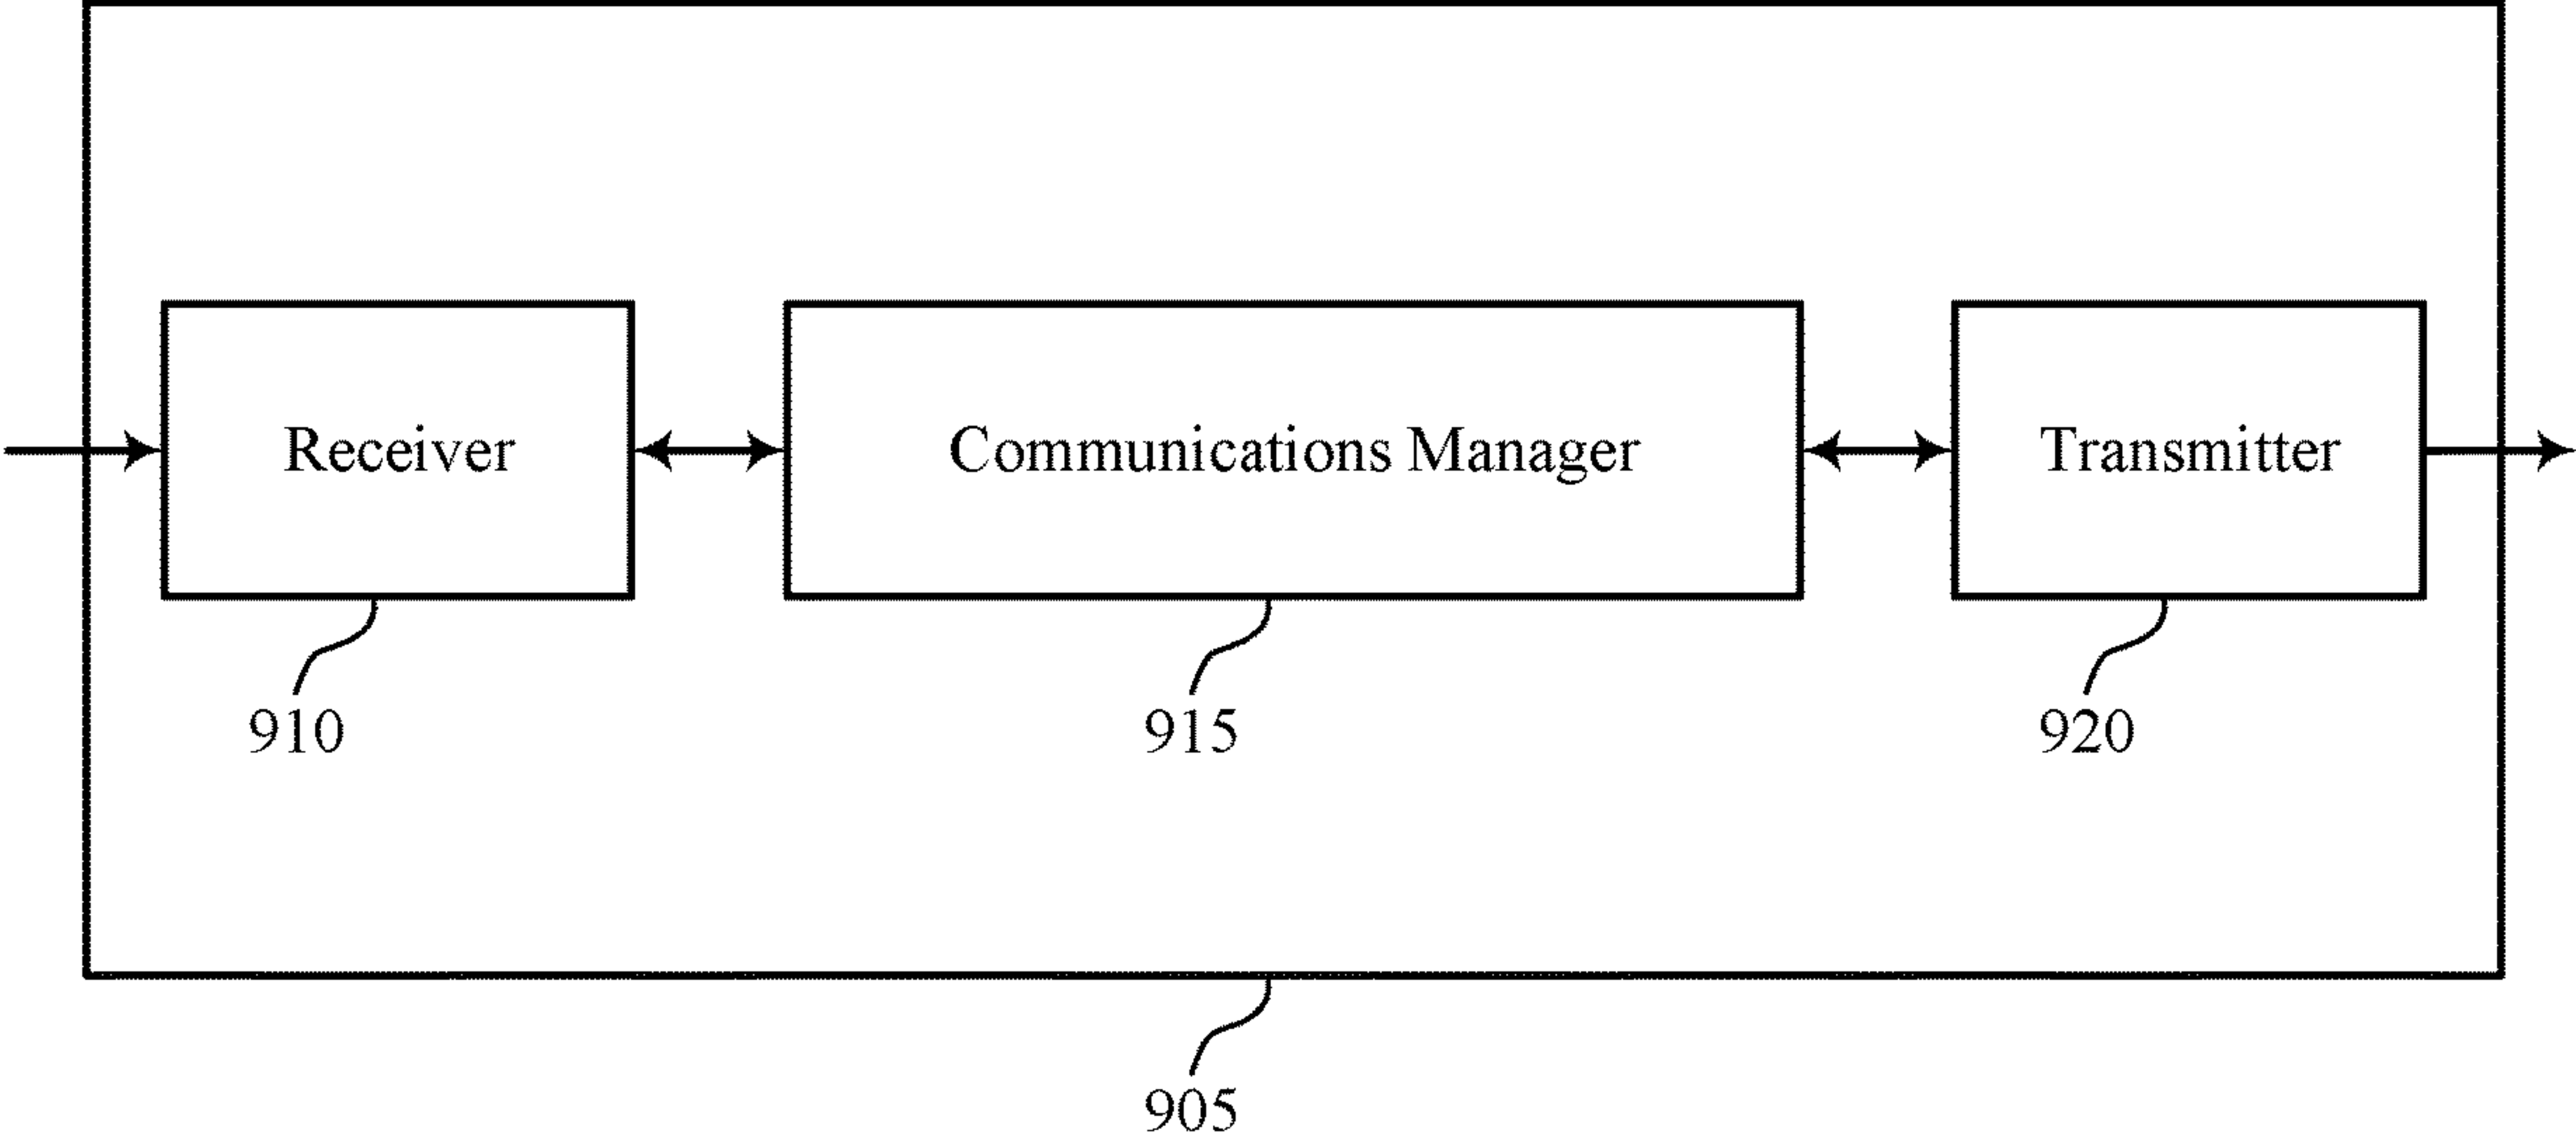 Receiver
Communications Manager
Transmitter
910
915
920
905